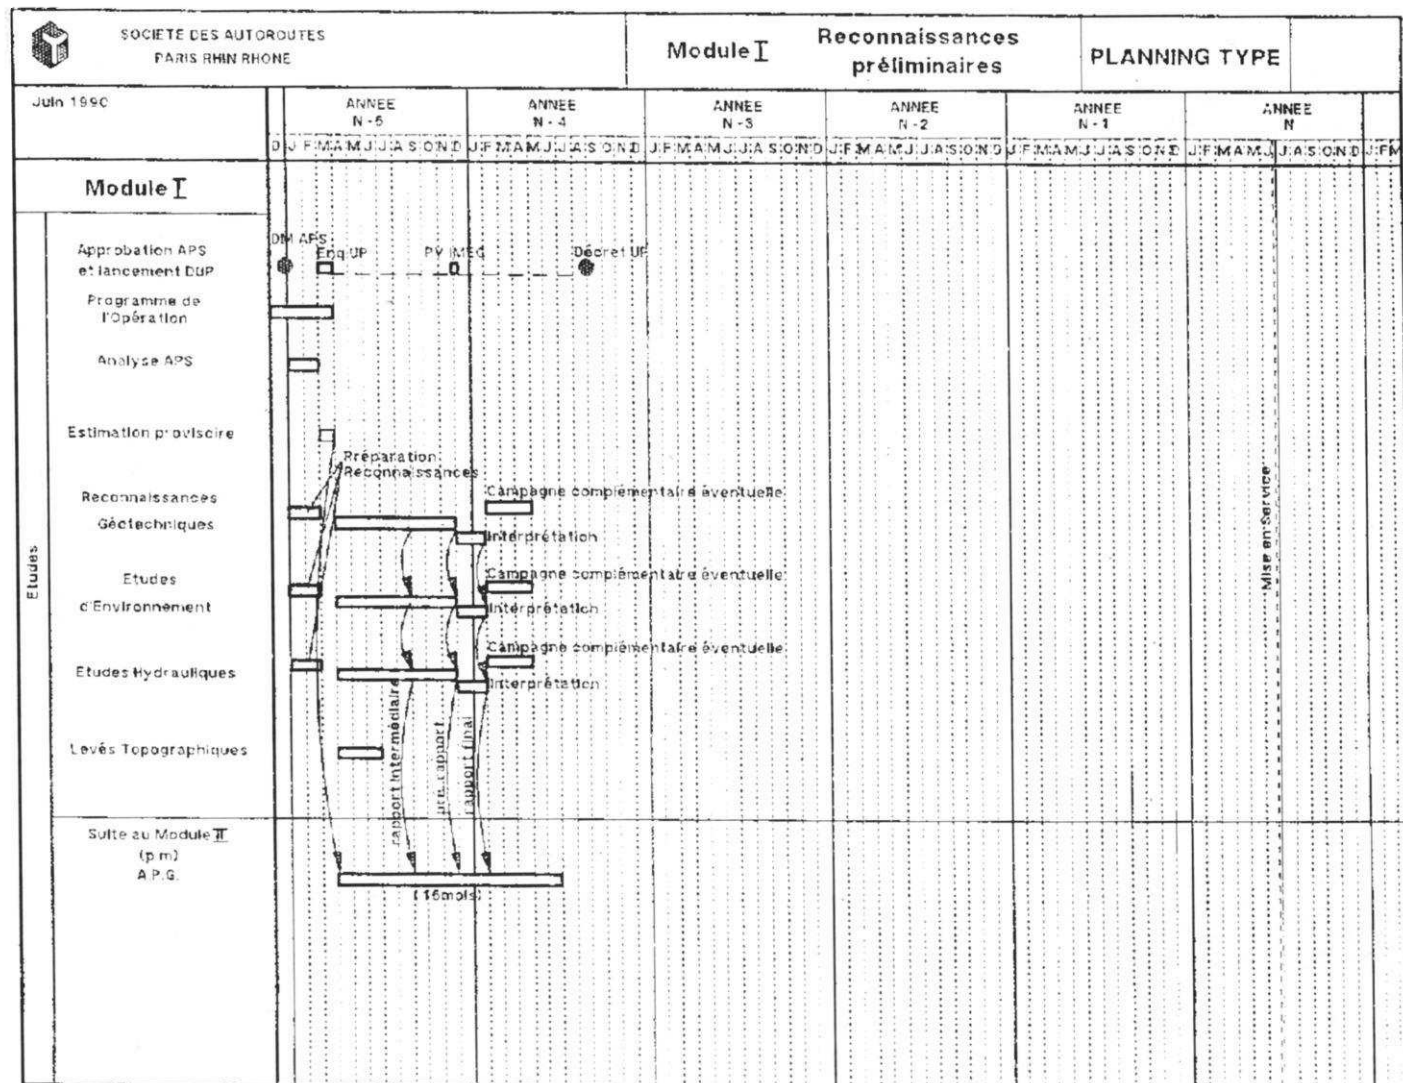 SOCIETE DES AUTOROUTES
PARIS RHIN RHONE
Module I
Reconnaissances
préliminaires
PLANNING TYPE
Juin 1990
ANNEE
N-5
ANNEE
N-4
ANNEE
N-3
ANNEE
N-2
ANNEE
N-1
ANNEE
N
D J F M A M J J A S O N D J F M A M J J A S O N D J F M A M J J A S O N D J F M A M J J A S O N D J F M A M J J A S O N D J F M A M J J A S O N D J F M
Module I
Etudes
Approbation APS
et lancement DUP
DM APS
Enq UP
PV IMEC
Décret UP
Programme de
l'Opération
Analyse APS
Estimation provisoire
Préparation
Reconnaissances
Reconnaissances
Géotechniques
Campagne complémentaire éventuelle
Interprétation
Etudes
d'Environnement
Campagne complémentaire éventuelle
Interprétation
Etudes Hydrauliques
Campagne complémentaire éventuelle
Interprétation
Levés Topographiques
rapport intermédiaire
rapport
rapport final
Mise en Service
Suite au Module II
(p m)
A.P.G.
(16mois)